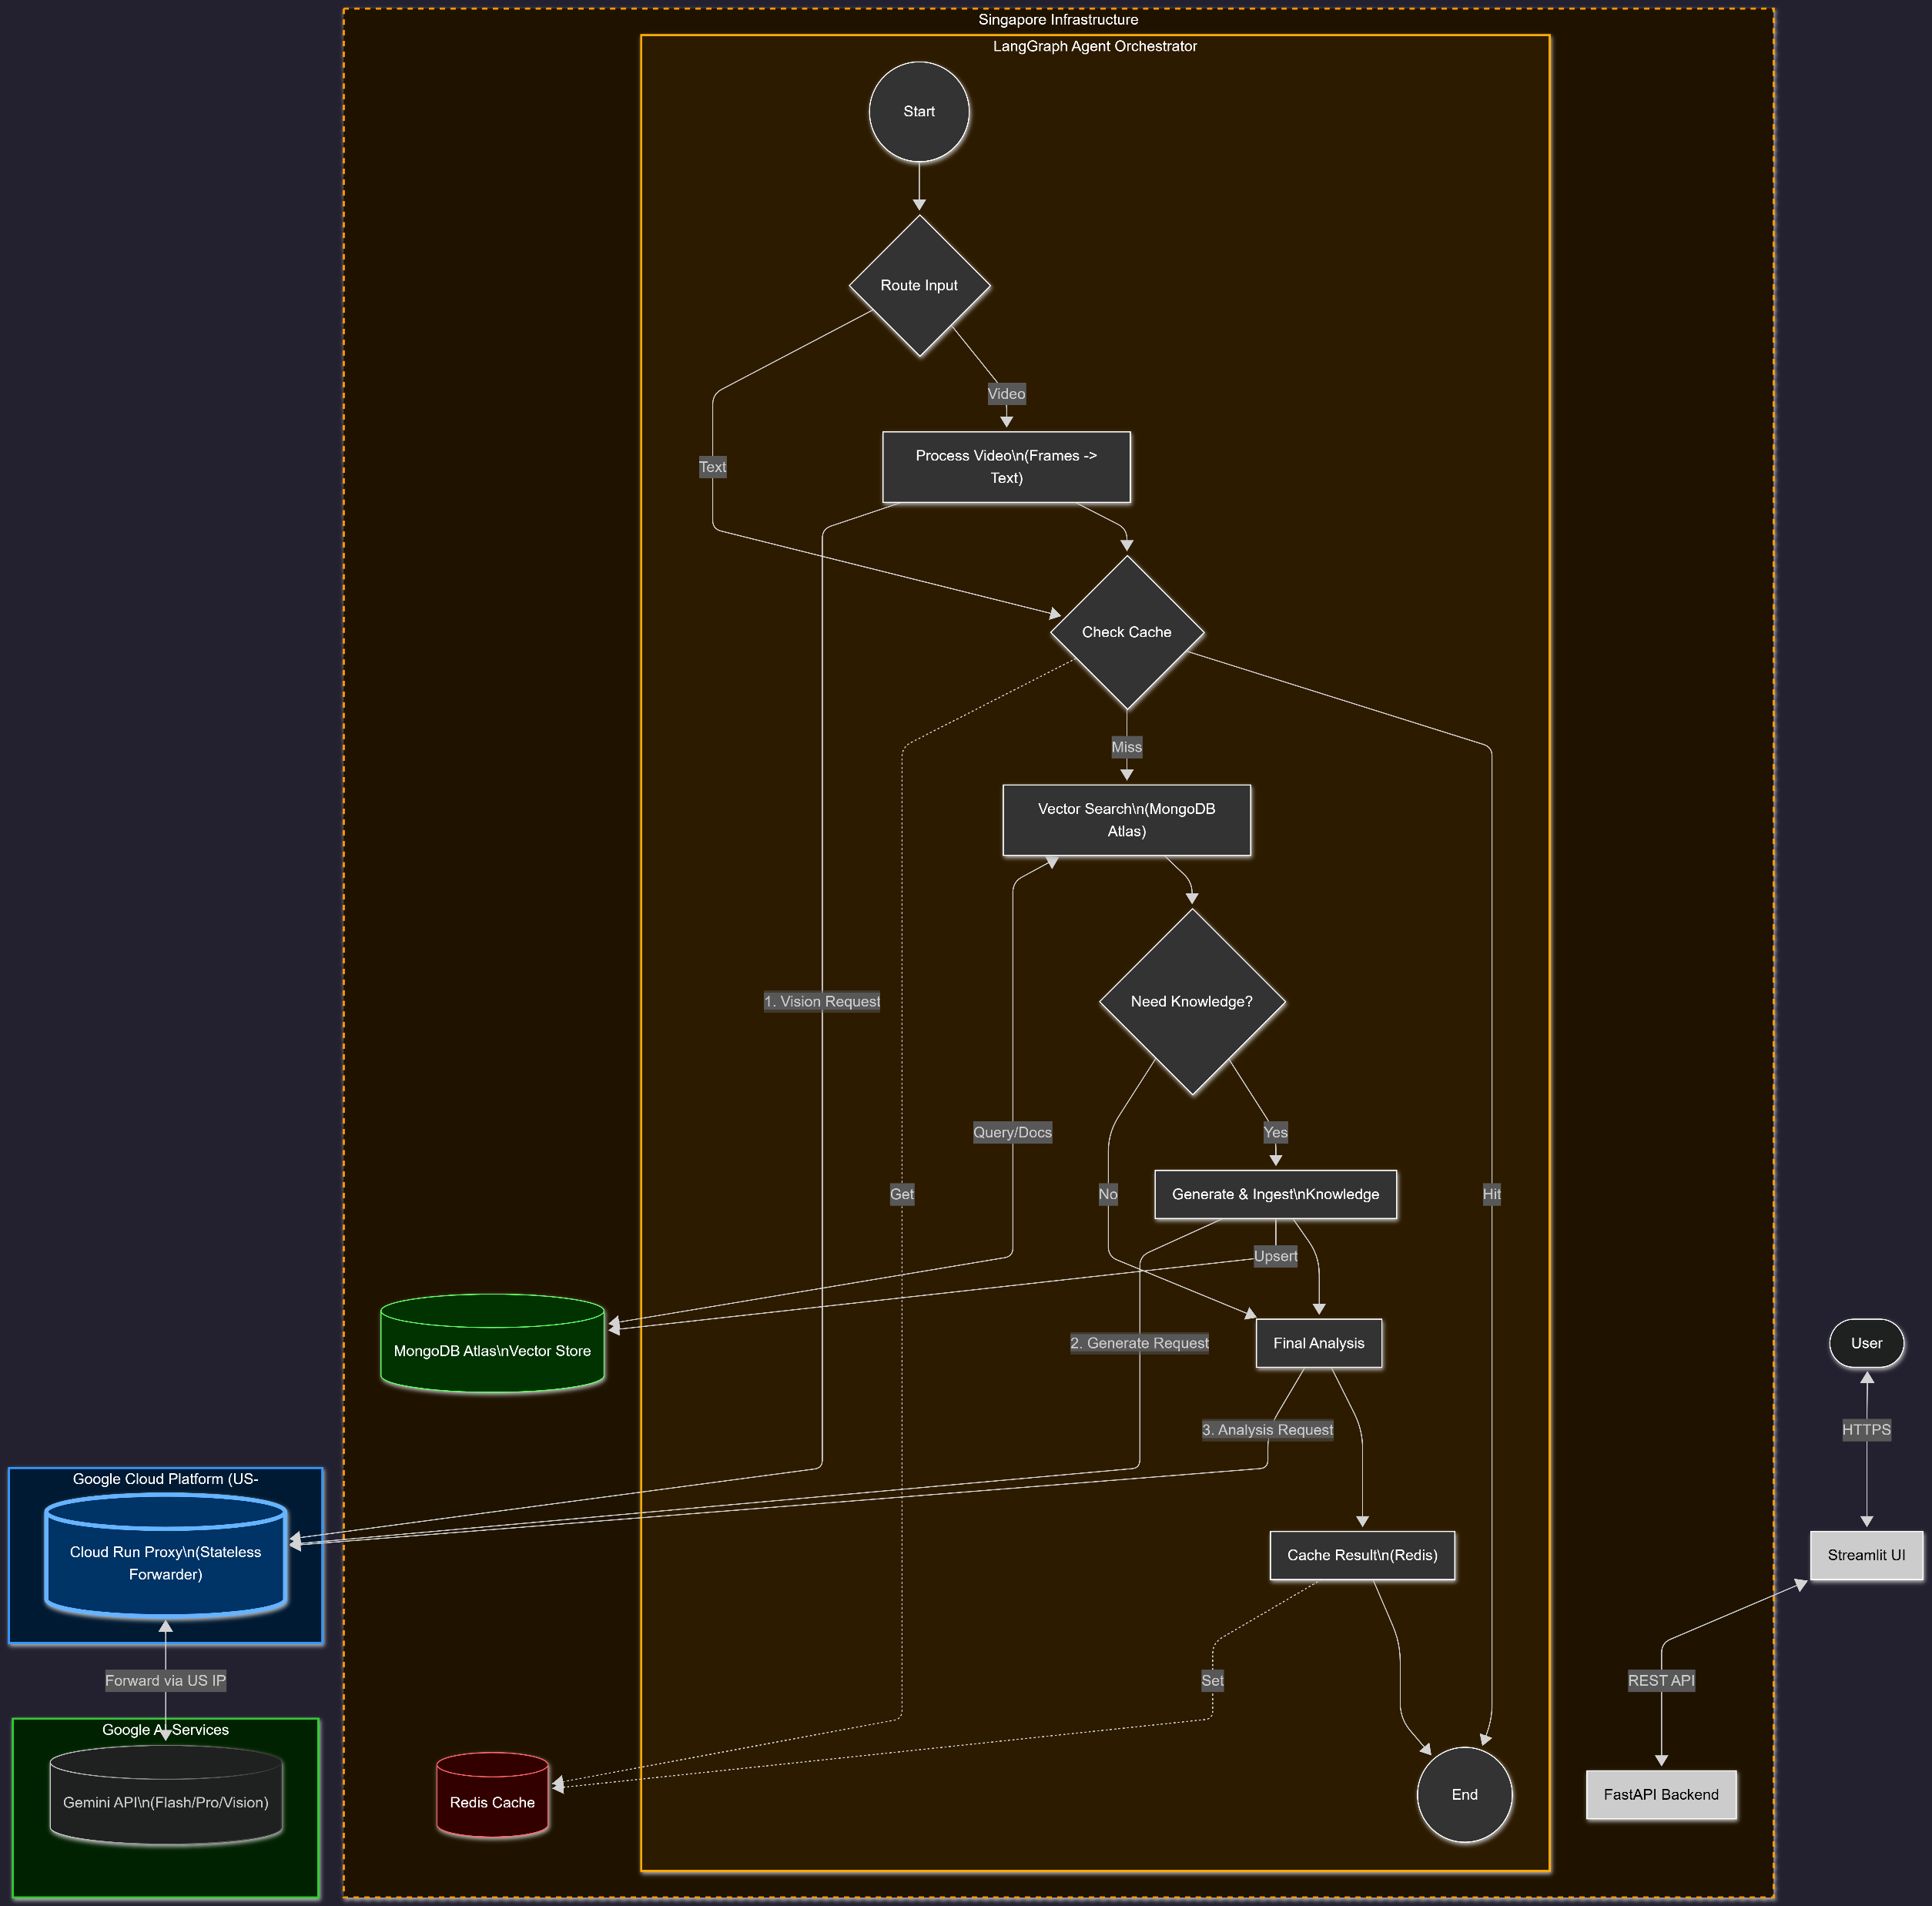 Singapore Infrastructure
LangGraph Agent Orchestrator
Start
Route Input
Video
Process Video\n(Frames ->
Text)
Text
Check Cache
Miss
Vector Search\n(MongoDB
Atlas)
Need Knowledge?
1. Vision Request
Query/Docs
Yes
Get
No
Generate & Ingest\nKnowledge
Hit
Upsert
MongoDB Atlas\nVector Store
2. Generate Request
Final Analysis
User
3. Analysis Request
HTTPS
Google Cloud Platform (US-
Cloud Run Proxy\n(Stateless
Forwarder)
Cache Result\n(Redis)
Streamlit UI
Forward via US IP
Set
REST API
Google AI Services
Gemini API\n(Flash/Pro/Vision)
Redis Cache
End
FastAPI Backend